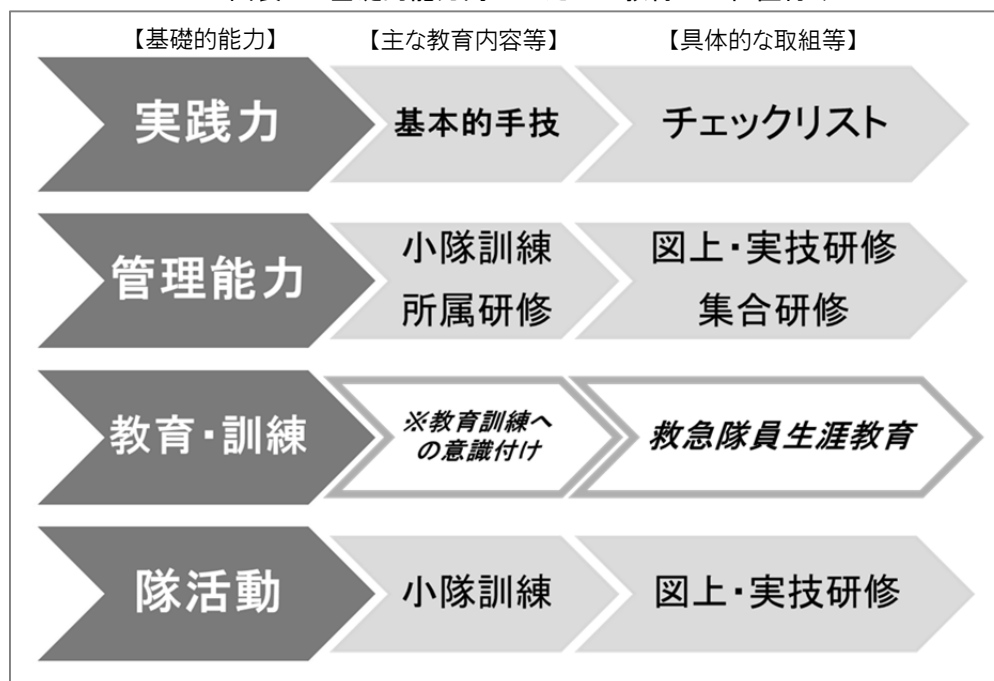 【基礎的能力】 【主な教育内容等】 【具体的な取組等】
実践力 基本的手技 チェックリスト
管理能力
小隊訓練 図上・実技研修
所属研修 集合研修
教育・訓練
※教育訓練へ
の意識付け
救急隊員生涯教育
隊活動 小隊訓練 図上・実技研修